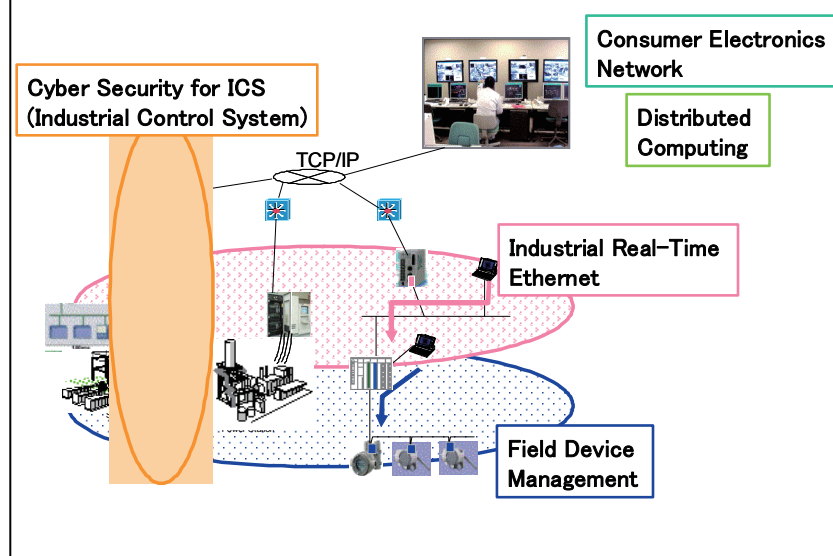 Consumer Electronics
Network
Cyber Security for ICS
(Industrial Control System)
Distributed
Computing
TCP/IP
Industrial Real-Time
Ethernet
Field Device
Management